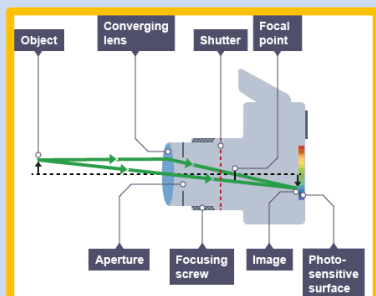 Object
Converging
lens
Shutter
Focal
point
Aperture
Focusing
screw
Image
Photo-
sensitive
surface